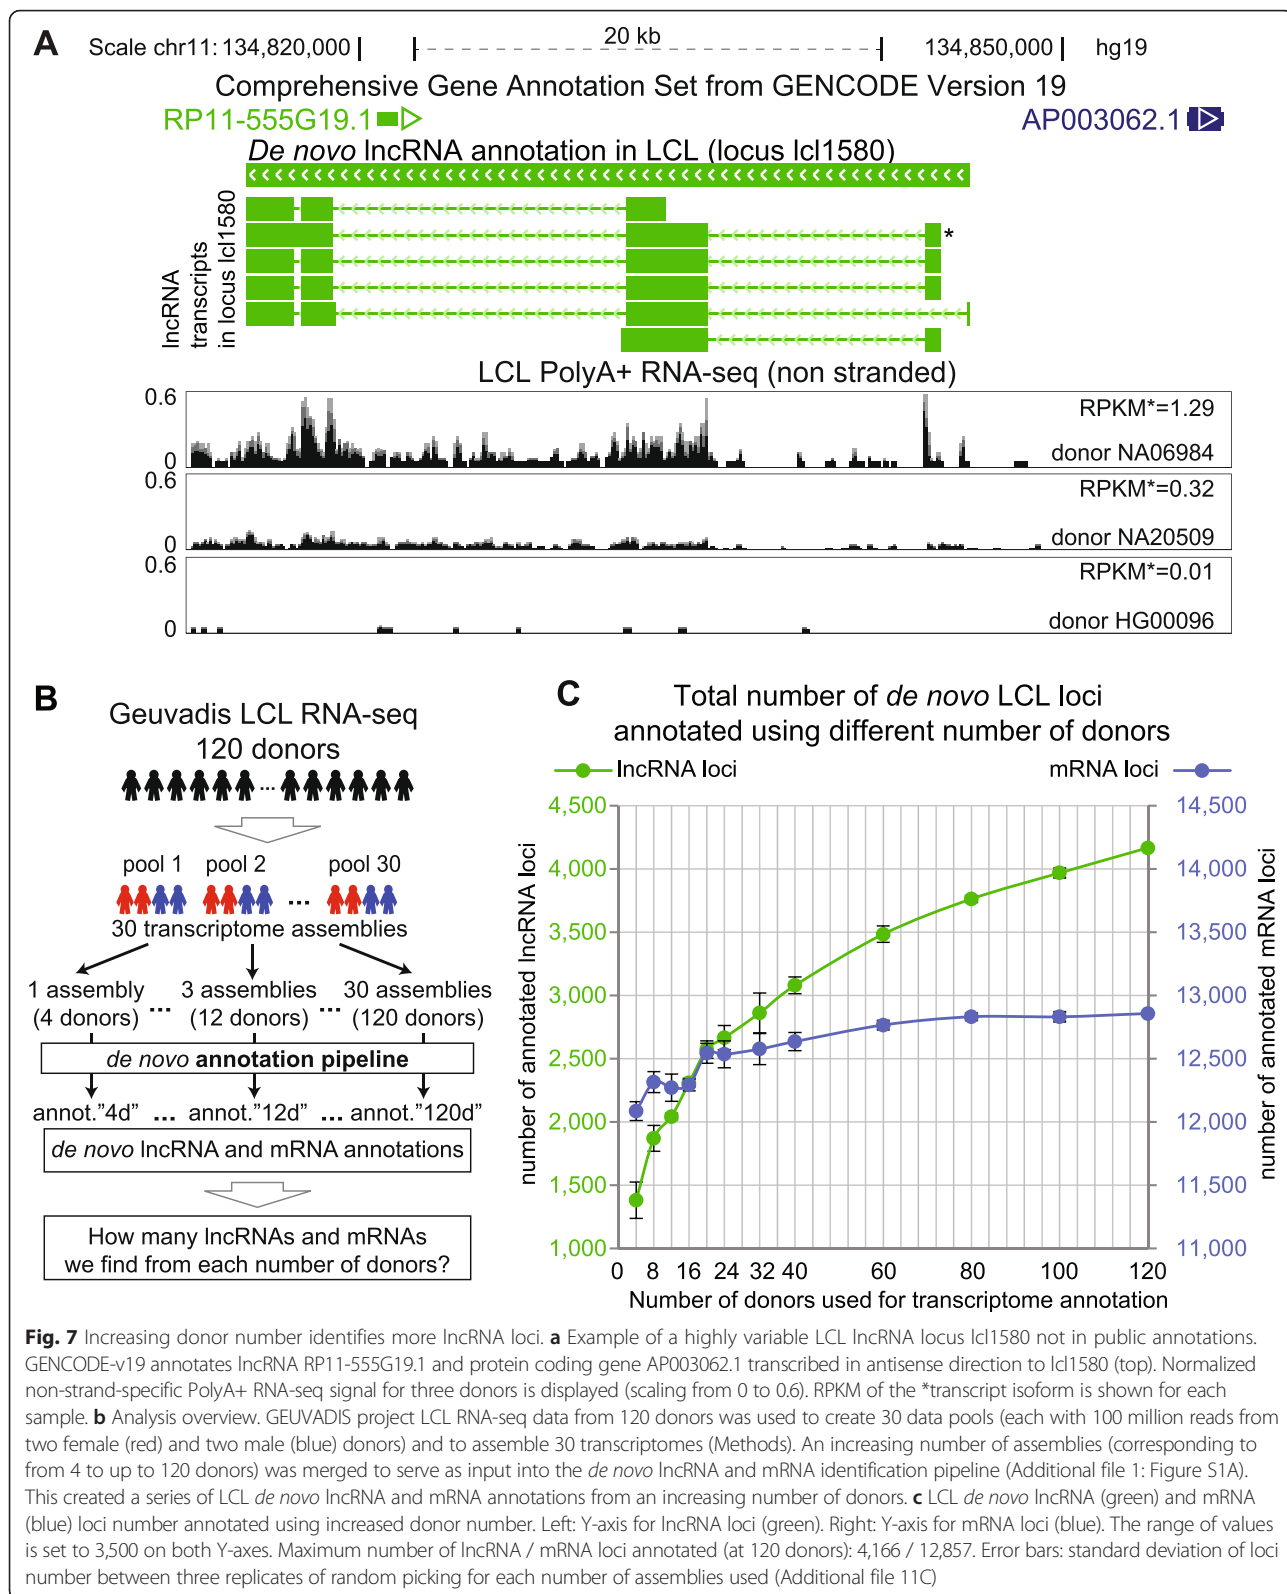 A
Scale chr11: 134,820,000
20 kb
134,850,000
hg19
Comprehensive Gene Annotation Set from GENCODE Version 19
RP11-555G19.1
AP003062.1
De novo lncRNA annotation in LCL (locus lcl1580)
lncRNA
transcripts
in locus lcl1580
*
LCL PolyA+ RNA-seq (non stranded)
0.6
0
RPKM*=1.29
donor NA06984
0.6
0
RPKM*=0.32
donor NA20509
0.6
0
RPKM*=0.01
donor HG00096
B
Geuvadis LCL RNA-seq
120 donors
...
pool 1 pool 2 pool 30
...
30 transcriptome assemblies
1 assembly ... 3 assemblies ... 30 assemblies
(4 donors) (12 donors) (120 donors)
de novo annotation pipeline
annot."4d" ... annot."12d" ... annot."120d"
de novo lncRNA and mRNA annotations
How many lncRNAs and mRNAs
we find from each number of donors?
C
Total number of de novo LCL loci
annotated using different number of donors
lncRNA loci
mRNA loci
number of annotated lncRNA loci
4,500
4,000
3,500
3,000
2,500
2,000
1,500
1,000
14,500
14,000
13,500
13,000
12,500
12,000
11,500
11,000
number of annotated mRNA loci
0 8 16 24 32 40 60 80 100 120
Number of donors used for transcriptome annotation
Fig. 7 Increasing donor number identifies more lncRNA loci. a Example of a highly variable LCL lncRNA locus lcl1580 not in public annotations.
GENCODE-v19 annotates lncRNA RP11-555G19.1 and protein coding gene AP003062.1 transcribed in antisense direction to lcl1580 (top). Normalized
non-strand-specific PolyA+ RNA-seq signal for three donors is displayed (scaling from 0 to 0.6). RPKM of the *transcript isoform is shown for each
sample. b Analysis overview. GEUVADIS project LCL RNA-seq data from 120 donors was used to create 30 data pools (each with 100 million reads from
two female (red) and two male (blue) donors) and to assemble 30 transcriptomes (Methods). An increasing number of assemblies (corresponding to
from 4 to up to 120 donors) was merged to serve as input into the de novo lncRNA and mRNA identification pipeline (Additional file 1: Figure S1A).
This created a series of LCL de novo lncRNA and mRNA annotations from an increasing number of donors. c LCL de novo lncRNA (green) and mRNA
(blue) loci number annotated using increased donor number. Left: Y-axis for lncRNA loci (green). Right: Y-axis for mRNA loci (blue). The range of values
is set to 3,500 on both Y-axes. Maximum number of lncRNA / mRNA loci annotated (at 120 donors): 4,166 / 12,857. Error bars: standard deviation of loci
number between three replicates of random picking for each number of assemblies used (Additional file 11C)